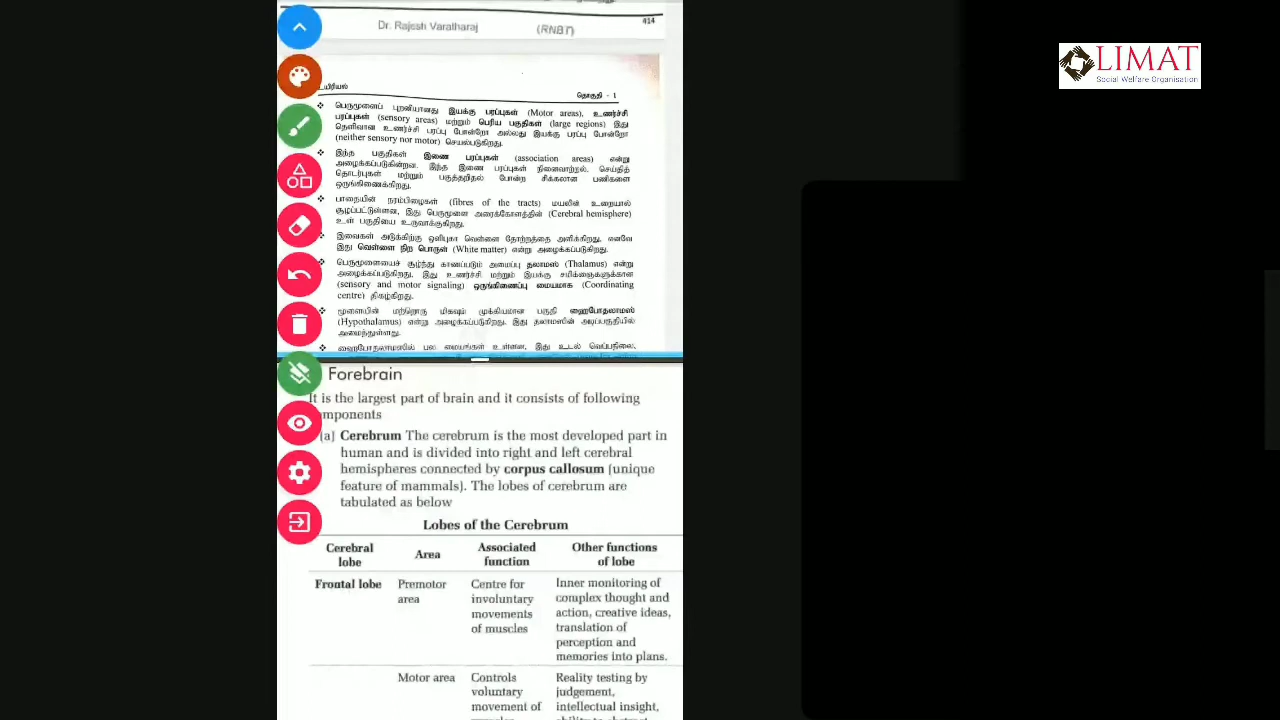 414
Dr. Rajesti Varatharaj (RNB7)
தொகுதி - 1
பெருமூளைப் புறணியானது இயக்கு பரப்புகள் (Motor areas), உணர்ச்சி
பரப்புகள் (sensory areas) மற்றும் பெரிய பகுதிகள் (large regions) இது
தெளிவான உணர்ச்சி பரப்பு போன்றோ அல்லது இயக்கு பரப்பு போன்றோ
(neither sensory nor motor) செயல்படுகிறது.
இந்த பகுதிகள் இணை பரப்புகள் (association areas) என்று
அழைக்கப்படுகின்றன. இந்த இணை பரப்புகள் நினைவாற்றல், செய்தித்
தொடர்புகள் மற்றும் பகுத்தறிதல் போன்ற சிக்கலான பணிகளை
ஒருங்கிணைக்கிறது.
பாதையின் நரம்பிழைகள் (fibres of the tracts) மயலின் உறையால்
சூழப்பட்டுள்ளன, இது பெருமூளை அரைக்கோளத்தின் (Cerebral hemisphere)
உள் பகுதியை உருவாக்குகிறது.
இவைகள் அடுக்கிற்கு ஒளிபுகா வெள்ளை தோற்றத்தை அளிக்கிறது, எனவே
இது வெள்ளை நிற பொருள் (White matter) என்று அழைக்கப்படுகிறது.
பெருமூளையைச் சூழ்ந்து காணப்படும் அமைப்பு தலாமஸ் (Thalamus) என்று
அழைக்கப்படுகிறது, இது உணர்ச்சி மற்றும் இயக்கு சமிக்ஞைகளுக்கான
(sensory and motor signaling) ஒருங்கிணைப்பு மையமாக (Coordinating
centre) திகழ்கிறது.
மூளையின் மற்றொரு மிகவும் முக்கியமான பகுதி ஹைபோதலாமஸ்
(Hypothalamus) என்று அழைக்கப்படுகிறது, இது தலாமஸின் அடிப்பகுதியில்
அமைந்துள்ளது.
ஹைபோதலாமஸில் பல மையங்கள் உள்ளன, இது உடல் வெப்பநிலை,
Forebrain
It is the largest part of brain and it consists of following
(a) Cerebrum The cerebrum is the most developed part in
human and is divided into right and left cerebral
hemispheres connected by corpus callosum (unique
feature of mammals). The lobes of cerebrum are
tabulated as below
Lobes of the Cerebrum
Cerebral lobe Area Associated function Other functions of lobe
Frontal lobe Premotor Centre for Inner monitoring of
area involuntary complex thought and
movements action, creative ideas,
of muscles translation of
perception and
memories into plans.
Motor area Controls Reality testing by
voluntary judgement,
movement of intellectual insight,
LIMAT
Social Welfare Organisation